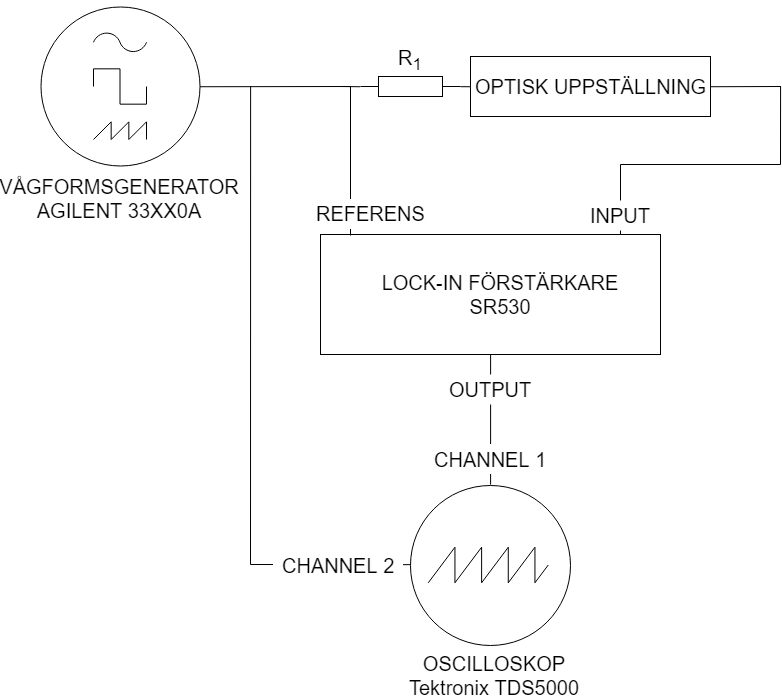 R1
OPTISK UPPSTÄLLNING
VÅGFORMSGENERATOR
AGILENT 33XX0A
REFERENS
INPUT
LOCK-IN FÖRSTÄRKARE
SR530
OUTPUT
CHANNEL 1
CHANNEL 2
OSCILLOSKOP
Tektronix TDS5000